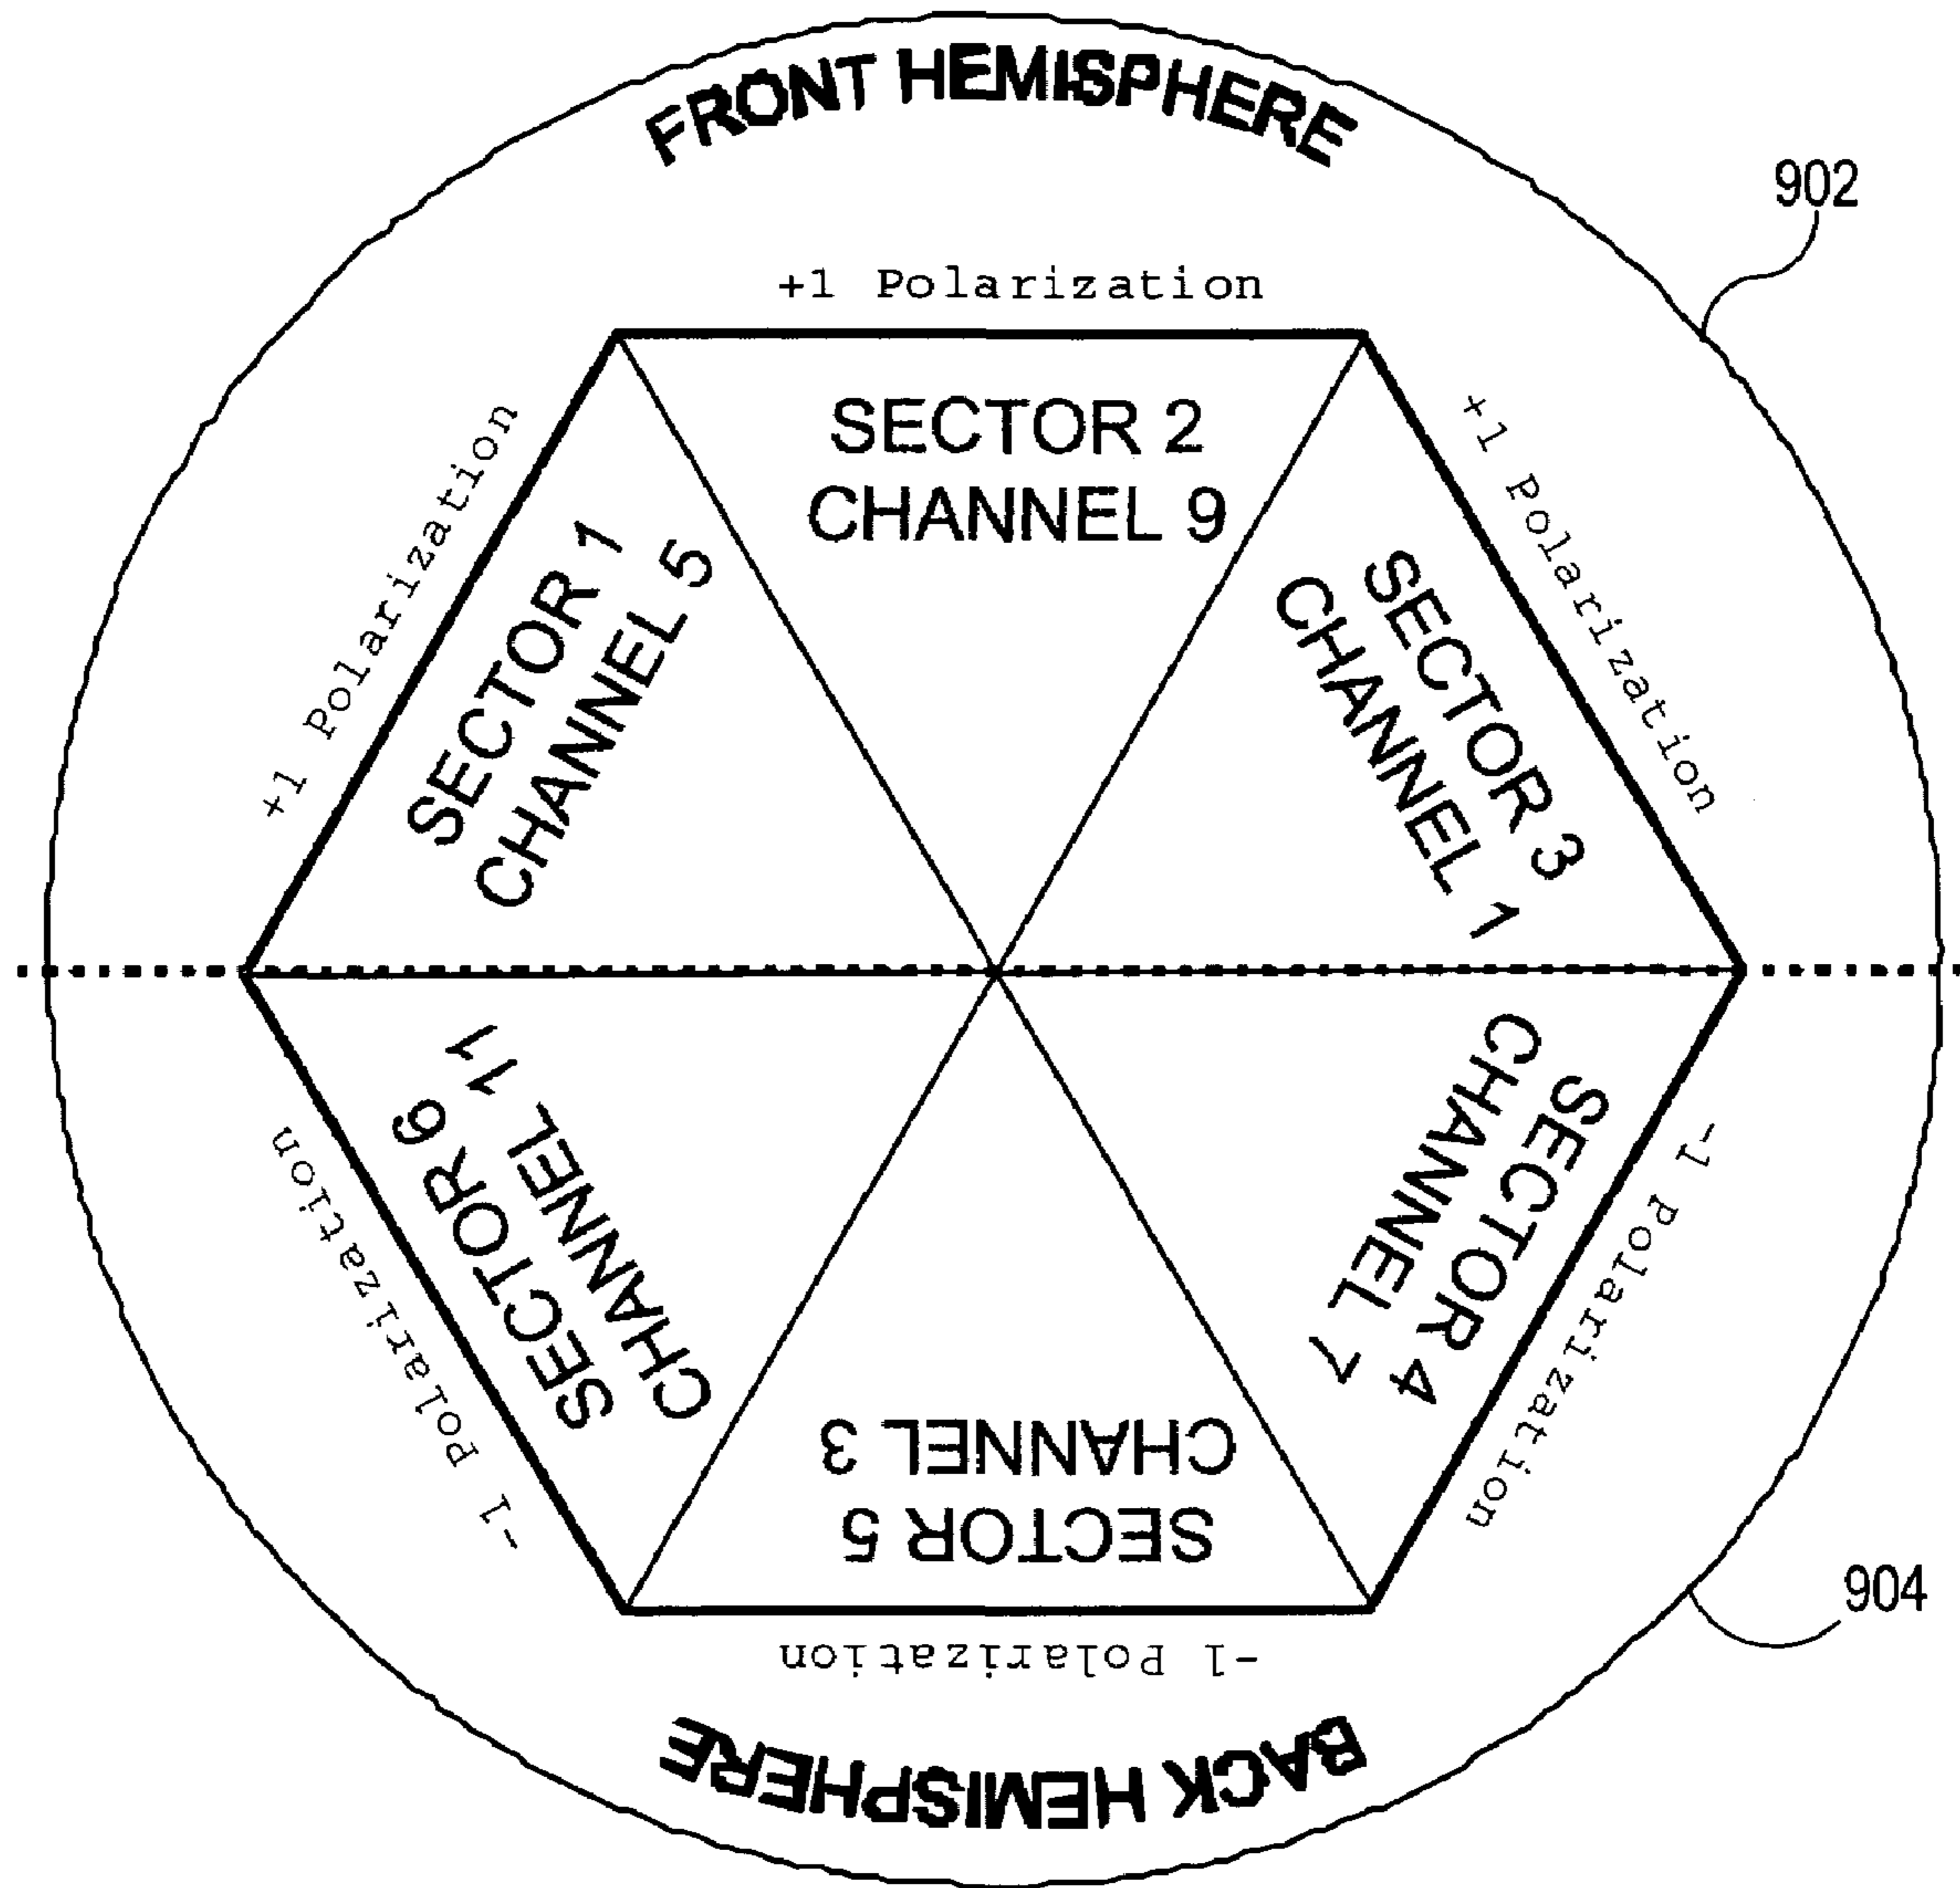 FRONT HEMISPHERE
902
+1 Polarization
+1 Polarization
SECTOR 1
CHANNEL 5
SECTOR 2
CHANNEL 9
+1 Polarization
SECTOR 3
CHANNEL 1
-1 Polarization
SECTOR 4
CHANNEL 7
-1 Polarization
SECTOR 5
CHANNEL 3
-1 Polarization
SECTOR 6
CHANNEL 11
904
BACK HEMISPHERE